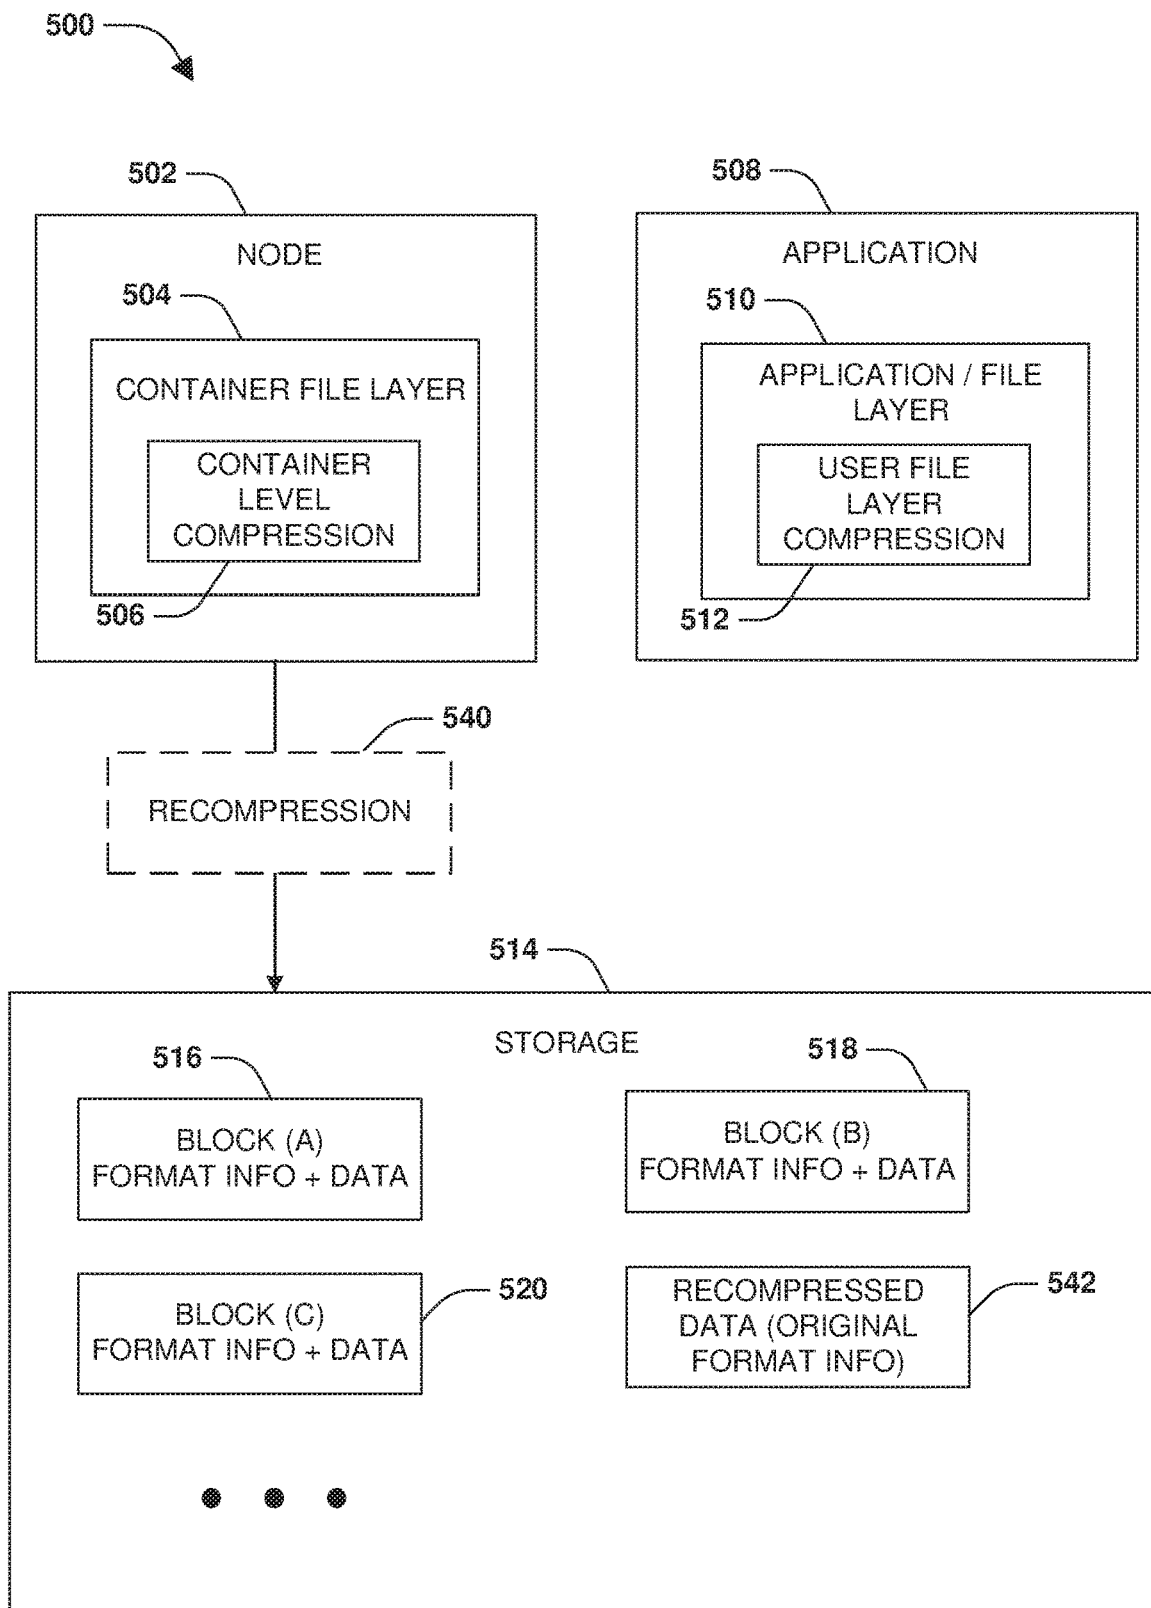 500
502
508
NODE
APPLICATION
504
510
CONTAINER FILE LAYER
APPLICATION / FILE
LAYER
CONTAINER
LEVEL
COMPRESSION
USER FILE
LAYER
COMPRESSION
506
512
540
RECOMPRESSION
514
STORAGE
516
518
BLOCK (A)
FORMAT INFO + DATA
BLOCK (B)
FORMAT INFO + DATA
520
542
BLOCK (C)
FORMAT INFO + DATA
RECOMPRESSED
DATA (ORIGINAL
FORMAT INFO)